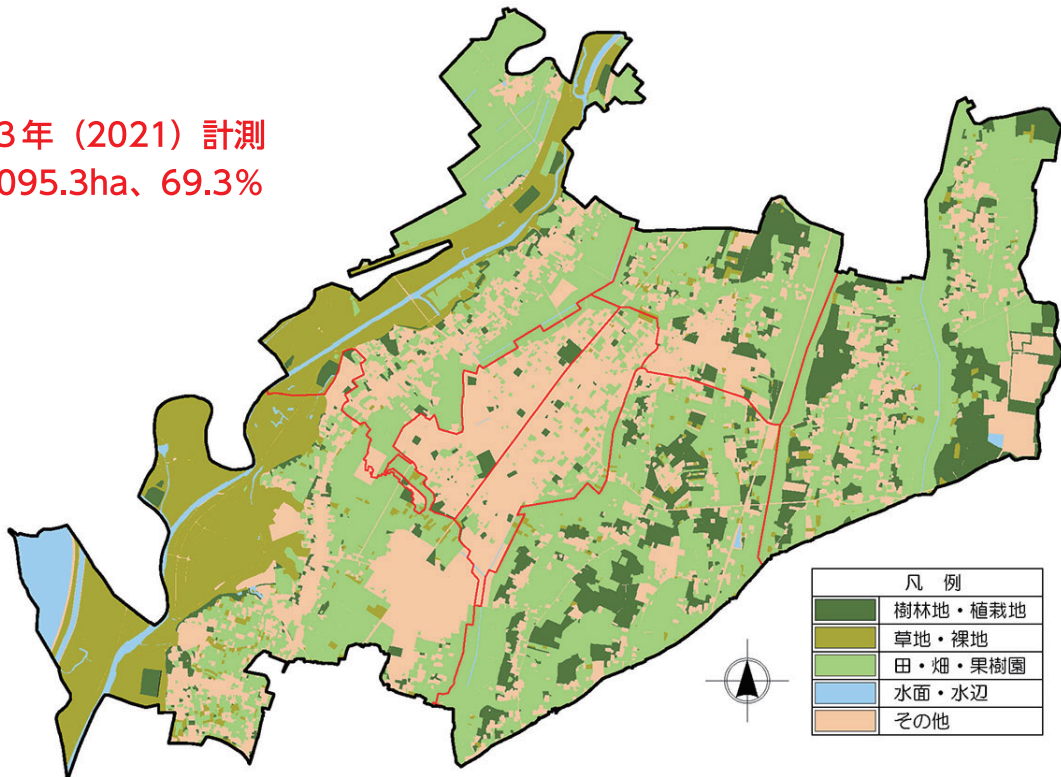 3年（2021）計測
095.3ha、69.3%
凡 例
樹林地・植栽地
草地・裸地
田・畑・果樹園
水面・水辺
その他